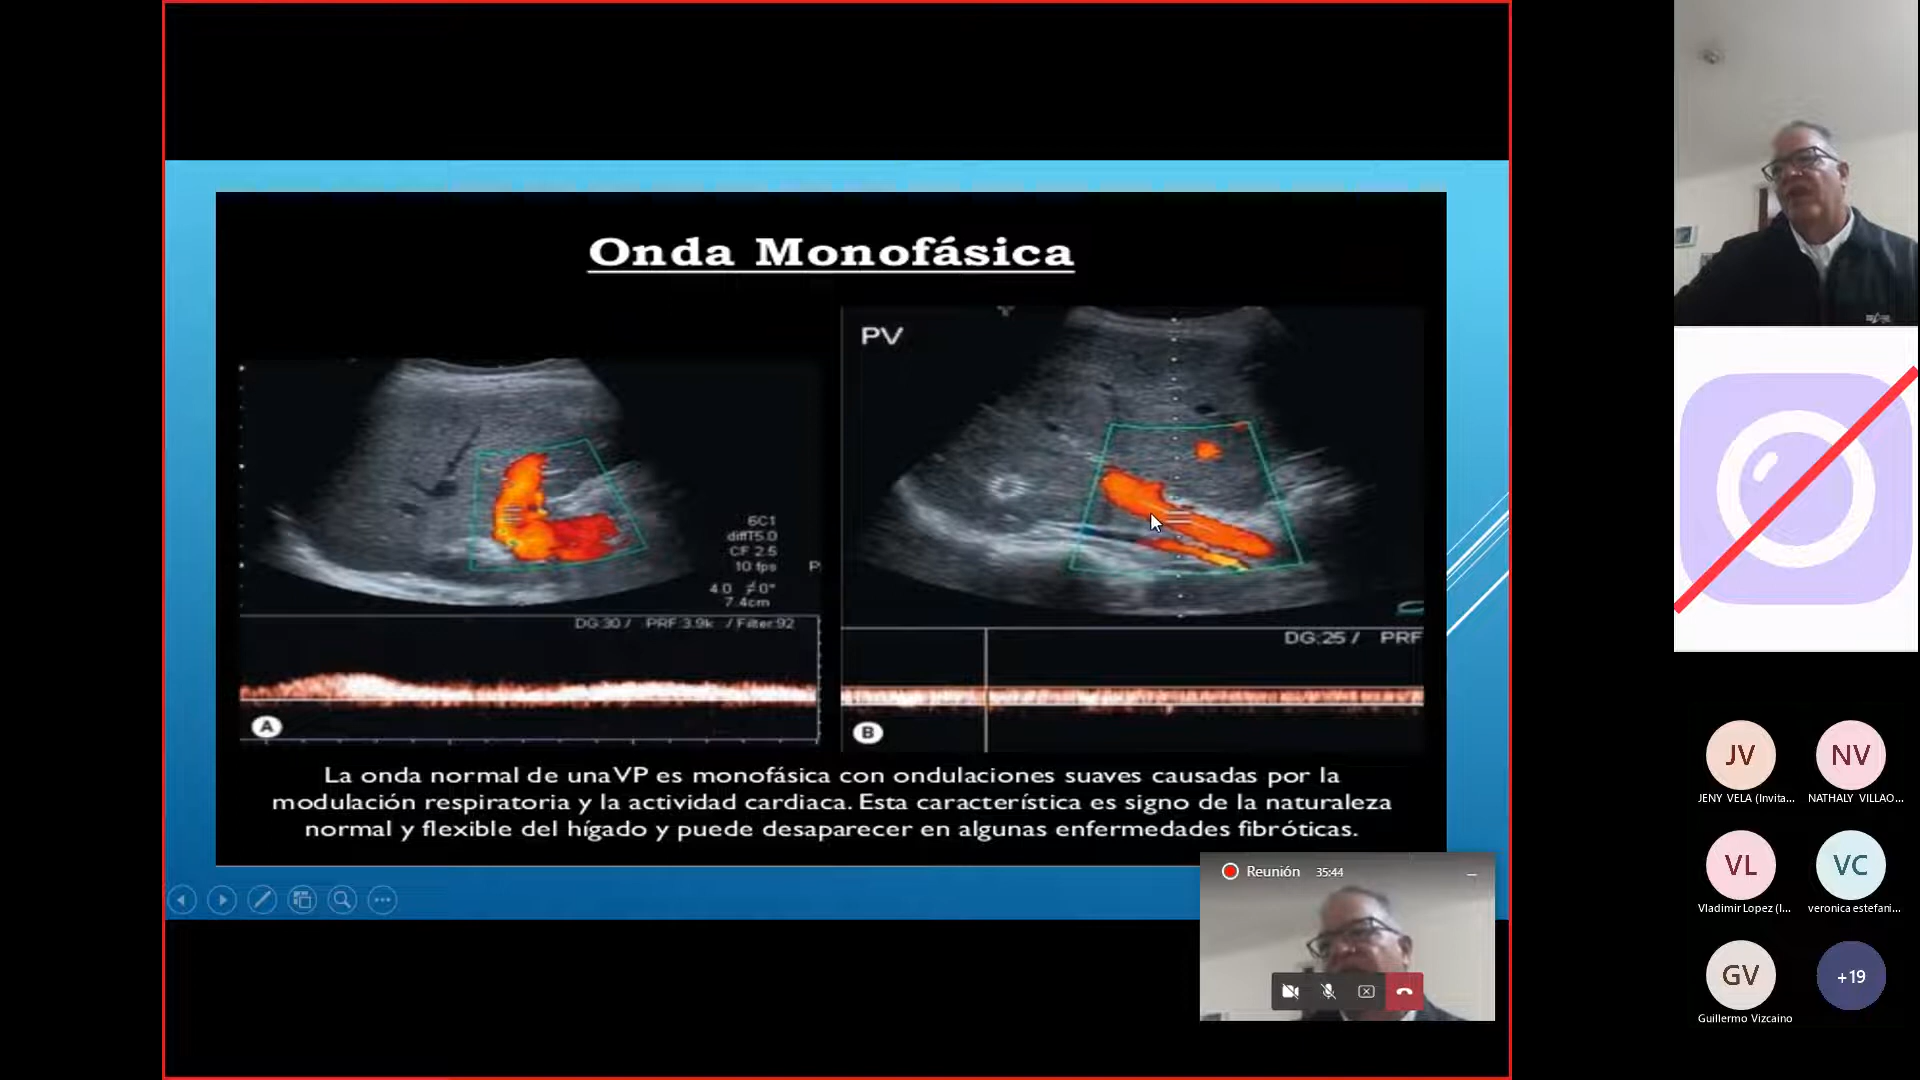 Onda Monofásica
PV
6C1
diffT5.0
CF 2.5
10 fps
P
4.0
7.4cm
DG:30 / PRF:3.9k / Filter:92
DG:25 / PRF
A
B
La onda normal de una VP es monofásica con ondulaciones suaves causadas por la
modulación respiratoria y la actividad cardiaca. Esta característica es signo de la naturaleza
normal y flexible del hígado y puede desaparecer en algunas enfermedades fibróticas.
Reunión 35:44
JV NV
JENY VELA (Invita... NATHALY VILLAO...
VL VC
Vladimir Lopez (I... veronica estefani...
GV +19
Guillermo Vizcaino